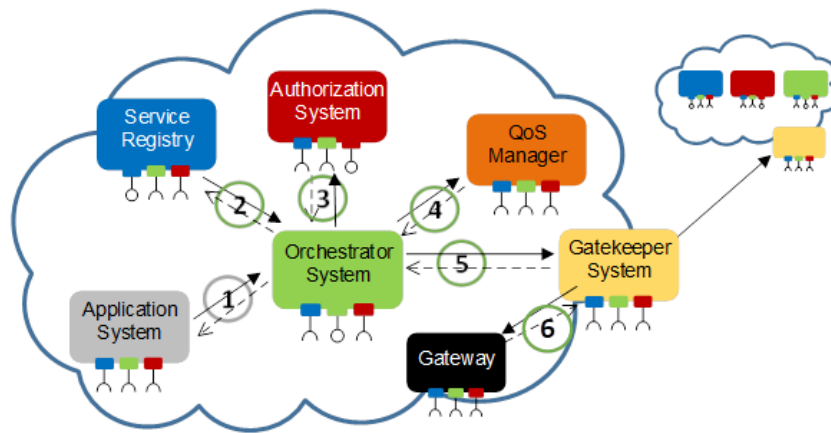 Authorization
System
Service
Registry
QoS
Manager
2
3
4
Orchestrator
System
5
Gatekeeper
System
1
Application
System
6
Gateway